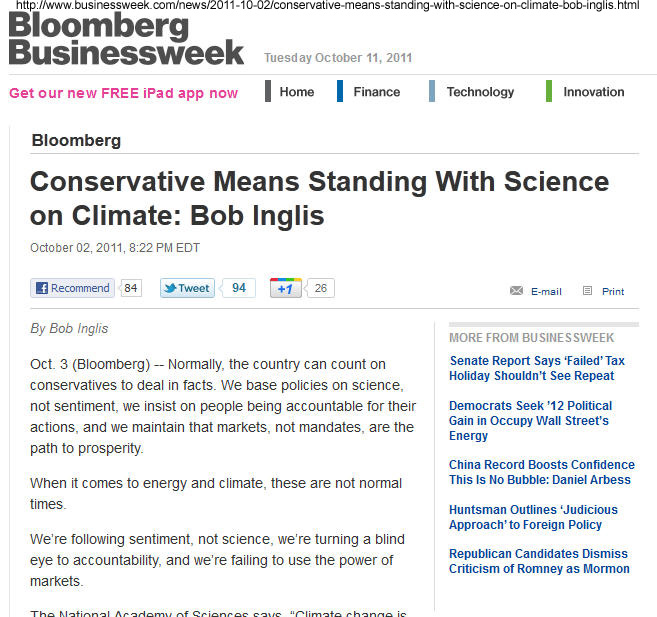 http://www.businessweek.com/news/2011-10-02/conservative-means-standing-with-science-on-climate-bob-inglis.html
Bloomberg
Businessweek
Tuesday October 11, 2011
Get our new FREE iPad app now
Home
Finance
Technology
Innovation
Bloomberg
Conservative Means Standing With Science
on Climate: Bob Inglis
October 02, 2011, 8:22 PM EDT
Recommend 84
Tweet 94
+1 26
E-mail
Print
By Bob Inglis
Oct. 3 (Bloomberg) -- Normally, the country can count on
conservatives to deal in facts. We base policies on science,
not sentiment, we insist on people being accountable for their
actions, and we maintain that markets, not mandates, are the
path to prosperity.
When it comes to energy and climate, these are not normal
times.
We’re following sentiment, not science, we’re turning a blind
eye to accountability, and we’re failing to use the power of
markets.
The National Academy of Sciences says, “Climate change is
MORE FROM BUSINESSWEEK
Senate Report Says ‘Failed’ Tax
Holiday Shouldn’t See Repeat
Democrats Seek ’12 Political
Gain in Occupy Wall Street’s
Energy
China Record Boosts Confidence
This Is No Bubble: Daniel Arbess
Huntsman Outlines ‘Judicious
Approach’ to Foreign Policy
Republican Candidates Dismiss
Criticism of Romney as Mormon